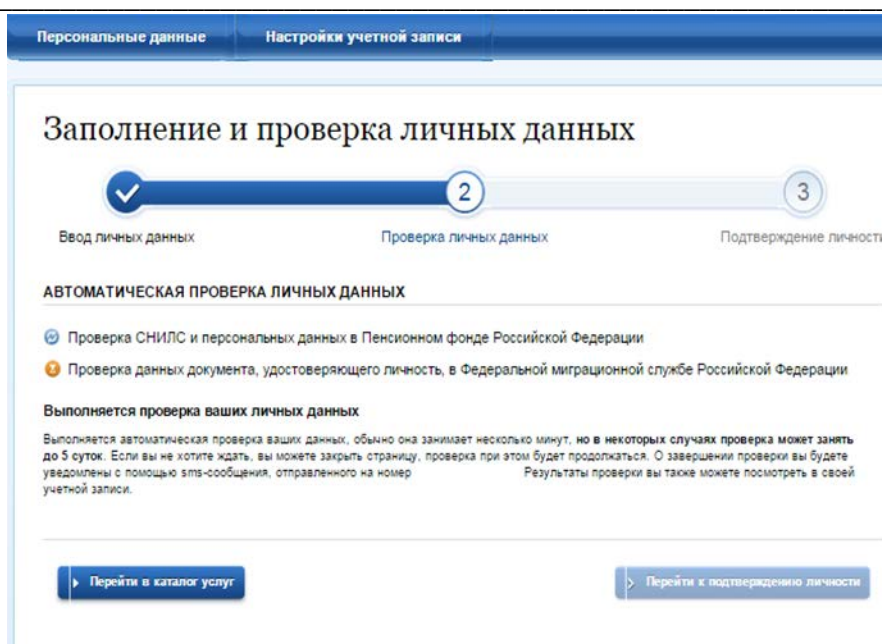 Персональные данные Настройки учетной записи
Заполнение и проверка личных данных
2 3
Ввод личных данных Проверка личных данных Подтверждение личности
АВТОМАТИЧЕСКАЯ ПРОВЕРКА ЛИЧНЫХ ДАННЫХ
Проверка СНИЛС и персональных данных в Пенсионном фонде Российской Федерации
Проверка данных документа, удостоверяющего личность, в Федеральной миграционной службе Российской Федерации
Выполняется проверка ваших личных данных
Выполняется автоматическая проверка ваших данных, обычно она занимает несколько минут, но в некоторых случаях проверка может занять
до 5 суток. Если вы не хотите ждать, вы можете закрыть страницу, проверка при этом будет продолжаться. О завершении проверки вы будете
уведомлены с помощью sms-сообщения, отправленного на номер Результаты проверки вы также можете посмотреть в своей
учетной записи.
Перейти в каталог услуг Перейти к подтверждению личности